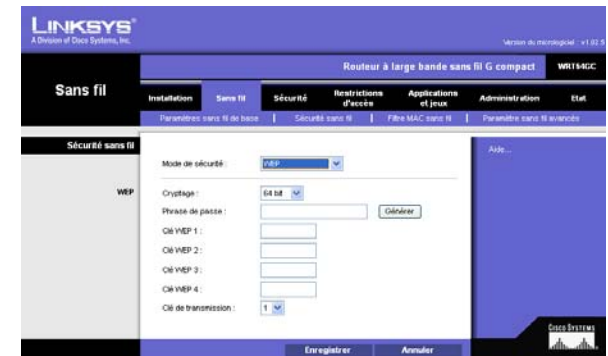 LINKSYS®
A Division of Cisco Systems, Inc.
Version du micrologiciel : v1.02.5
Routeur à large bande sans fil G compact WRT54GC
Sans fil
Installation Sans fil Sécurité Restrictions d'accès Applications et jeux Administration Etat
Paramètres sans fil de base | Sécurité sans fil | Filtre MAC sans fil | Paramètre sans fil avancés
Sécurité sans fil
Aide...
Mode de sécurité : WEP
WEP
Cryptage : 64 bit
Phrase de passe : Générer
Clé WEP 1 :
Clé WEP 2 :
Clé WEP 3 :
Clé WEP 4 :
Clé de transmission : 1
Enregistrer Annuler
CISCO SYSTEMS